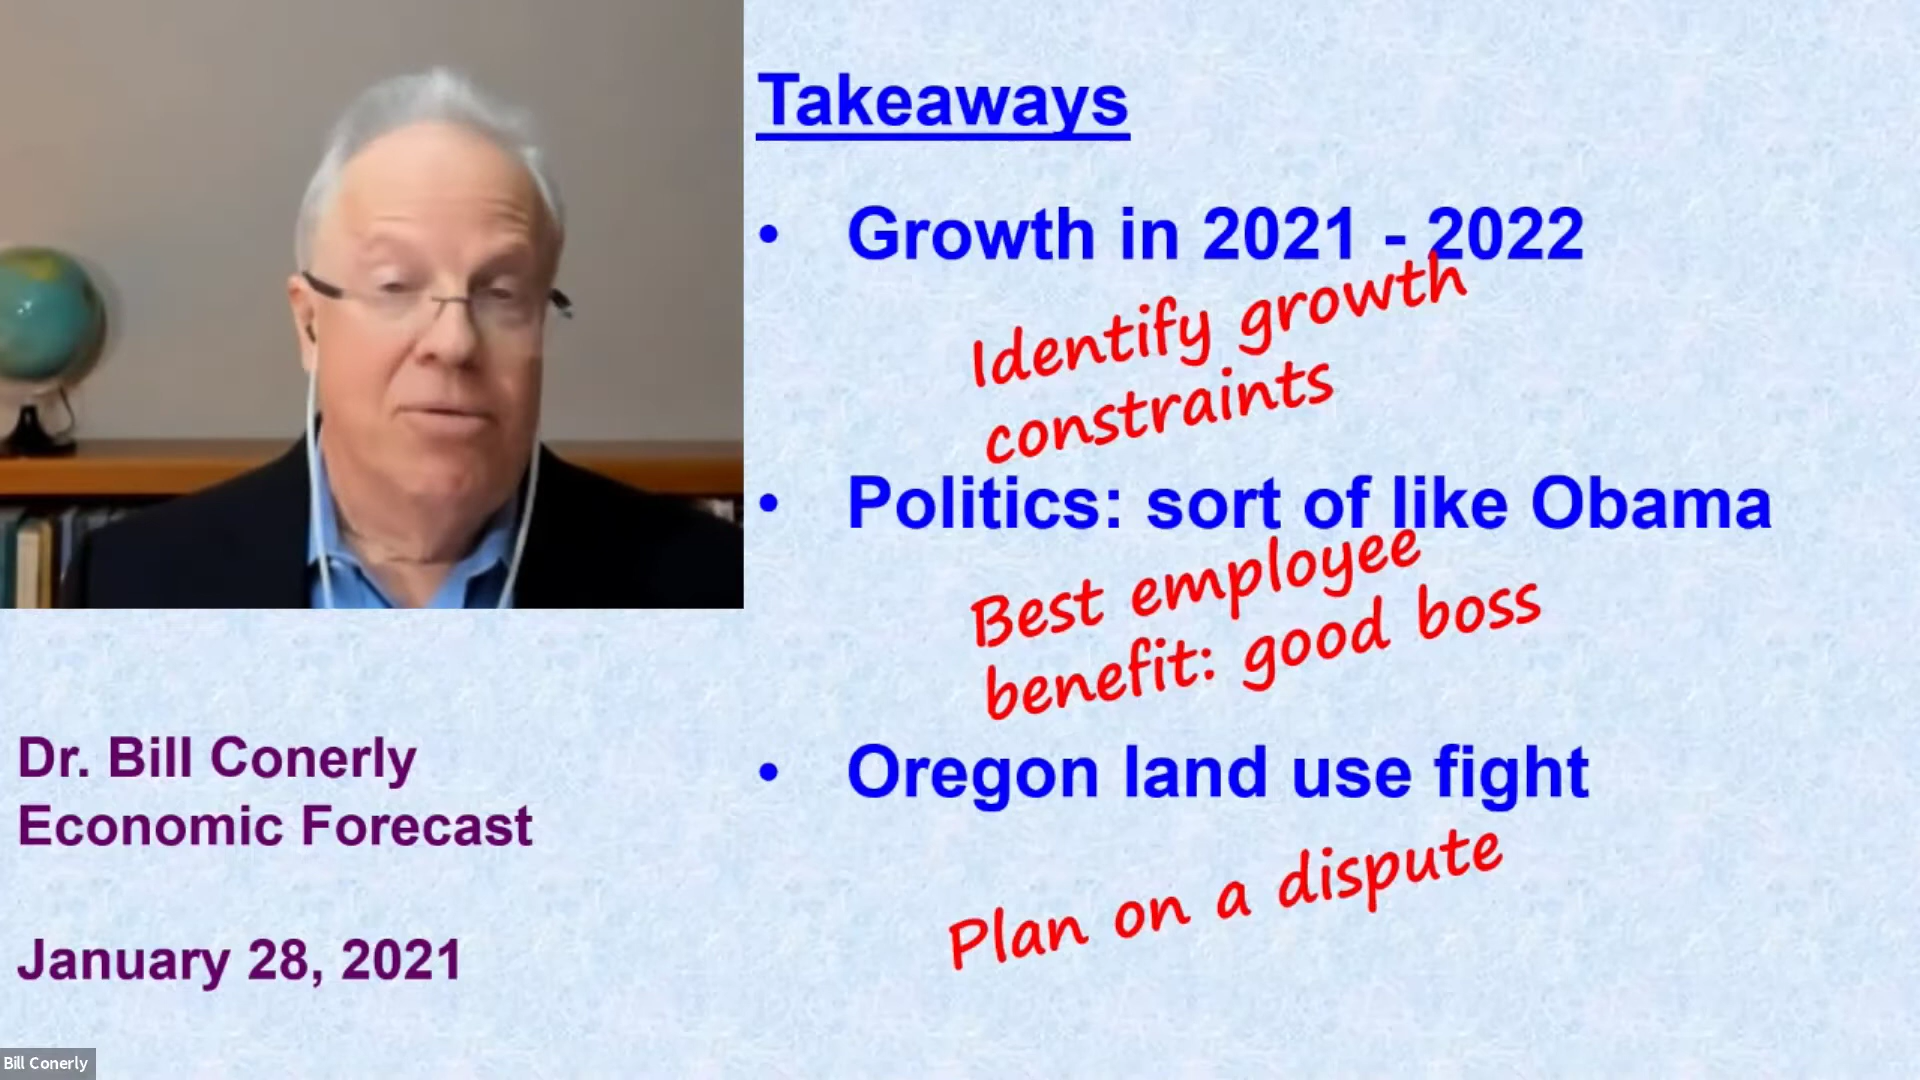 Takeaways
• Growth in 2021 - 2022
Identify growth
constraints
• Politics: sort of like Obama
Best employee
benefit: good boss
• Oregon land use fight
Plan on a dispute
Dr. Bill Conerly
Economic Forecast
January 28, 2021
Bill Conerly